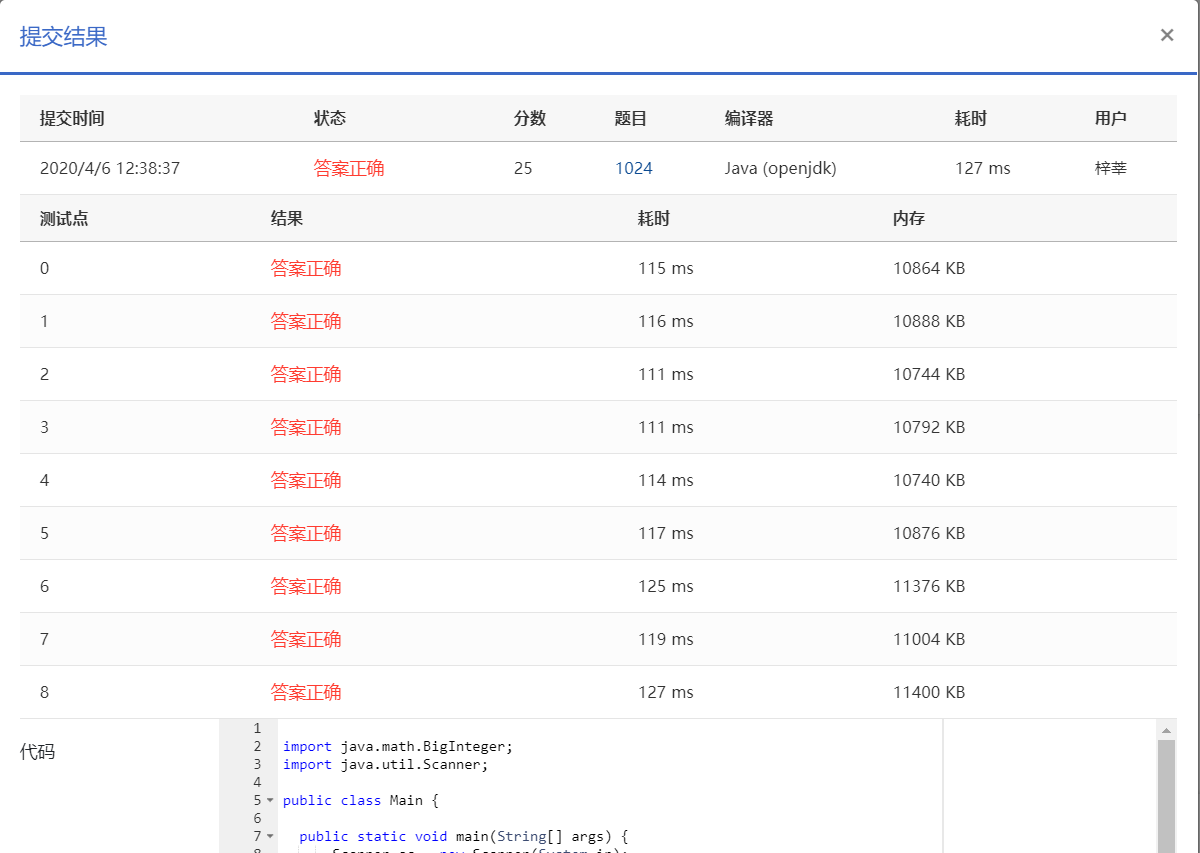 提交结果 ×
提交时间 状态 分数 题目 编译器 耗时 用户
2020/4/6 12:38:37 答案正确 25 1024 Java (openjdk) 127 ms 梓莘
测试点 结果 耗时 内存
0 答案正确 115 ms 10864 KB
1 答案正确 116 ms 10888 KB
2 答案正确 111 ms 10744 KB
3 答案正确 111 ms 10792 KB
4 答案正确 114 ms 10740 KB
5 答案正确 117 ms 10876 KB
6 答案正确 125 ms 11376 KB
7 答案正确 119 ms 11004 KB
8 答案正确 127 ms 11400 KB
代码
1
2 import java.math.BigInteger;
3 import java.util.Scanner;
4
5 public class Main {
6
7 public static void main(String[] args) {